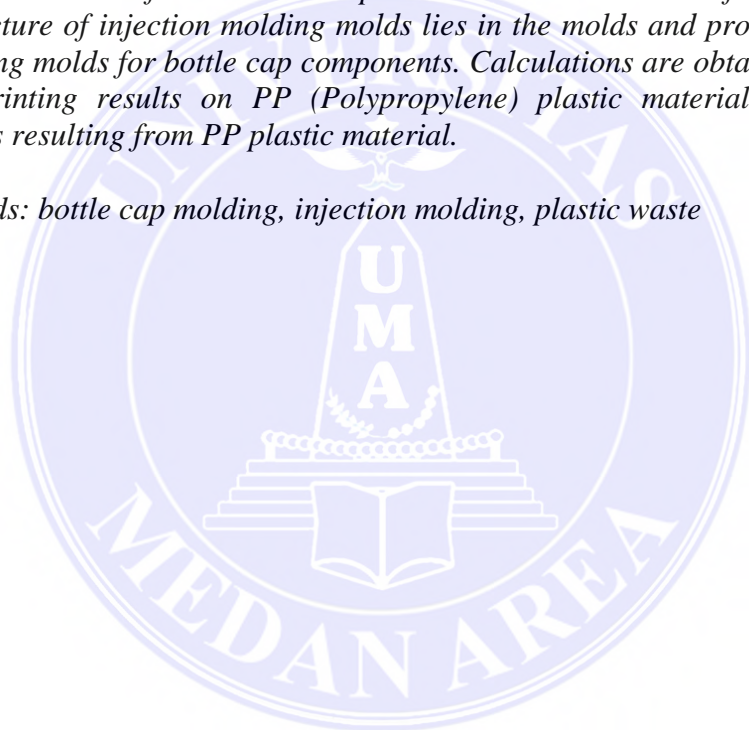 ture of injection molding molds lies in the molds and pro
ng molds for bottle cap components. Calculations are obta
rinting results on PP (Polypropylene) plastic material
s resulting from PP plastic material.
ds: bottle cap molding, injection molding, plastic waste
UNIVERSITAS
UMA
MEDAN AREA